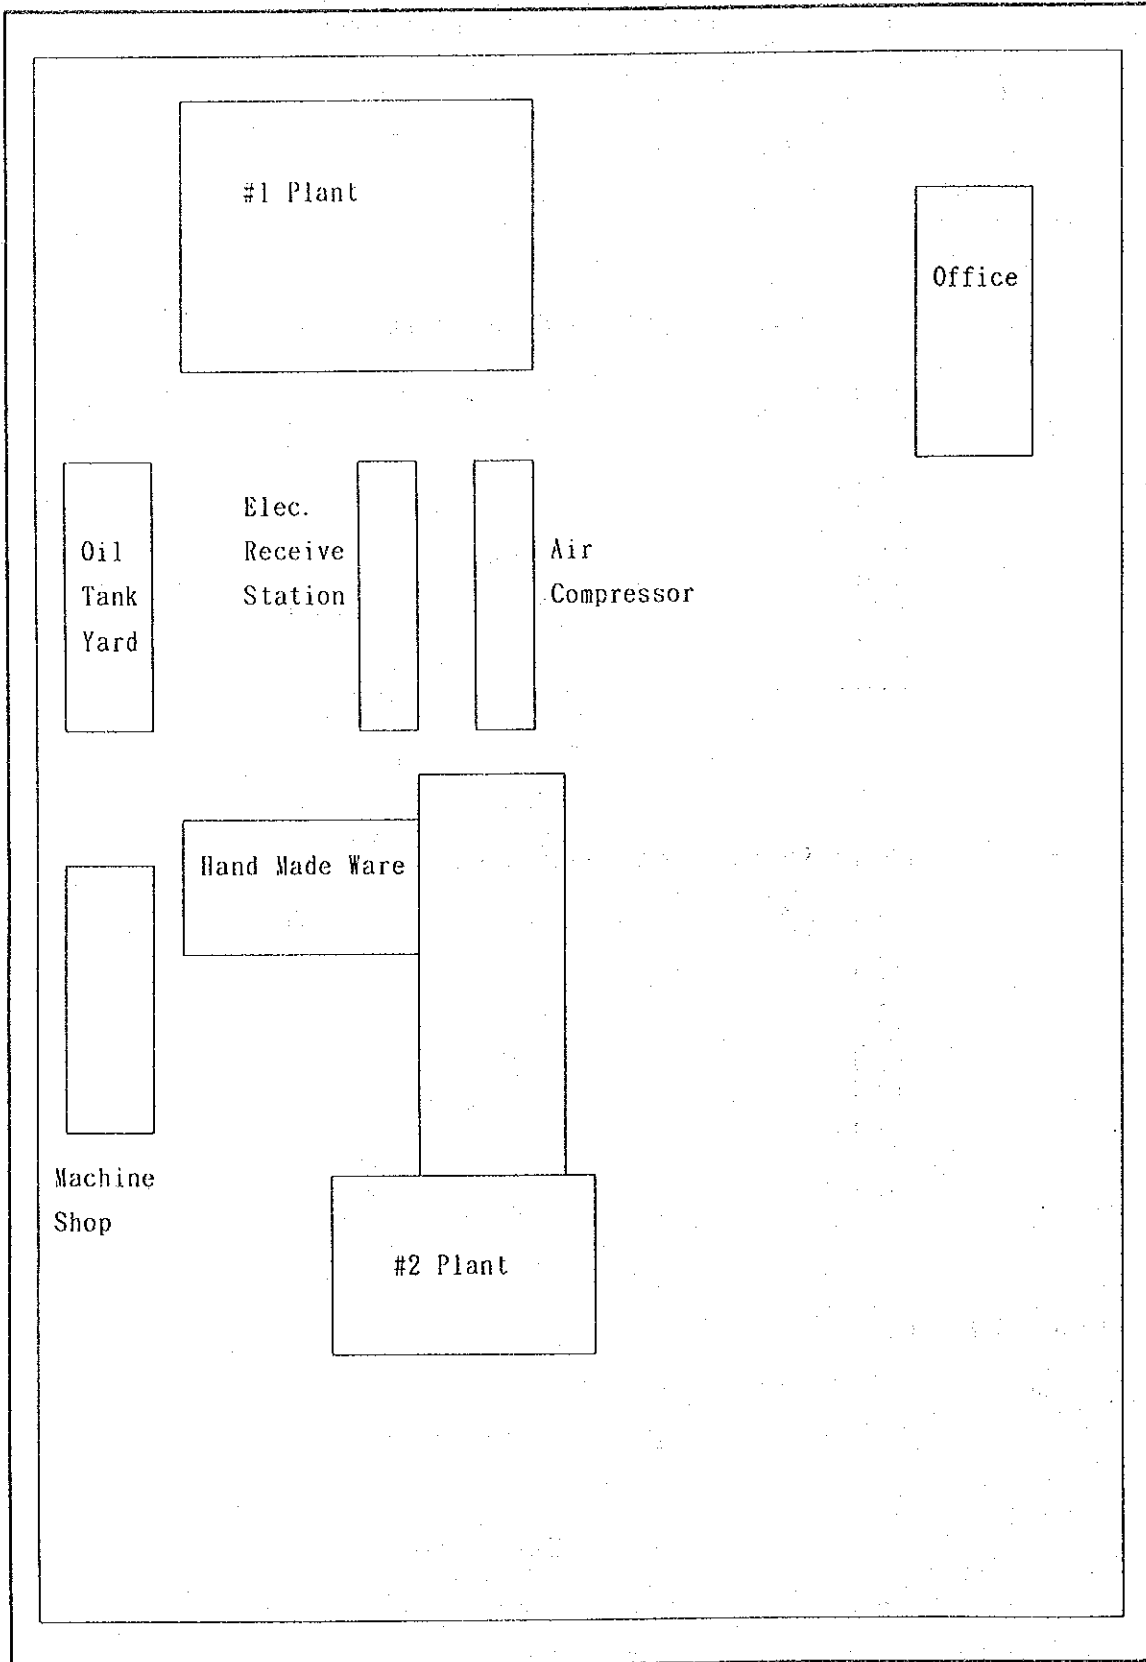 #1 Plant
Office
Elec.
Receive
Station
Oil
Tank
Yard
Air
Compressor
Hand Made Ware
Machine
Shop
#2 Plant